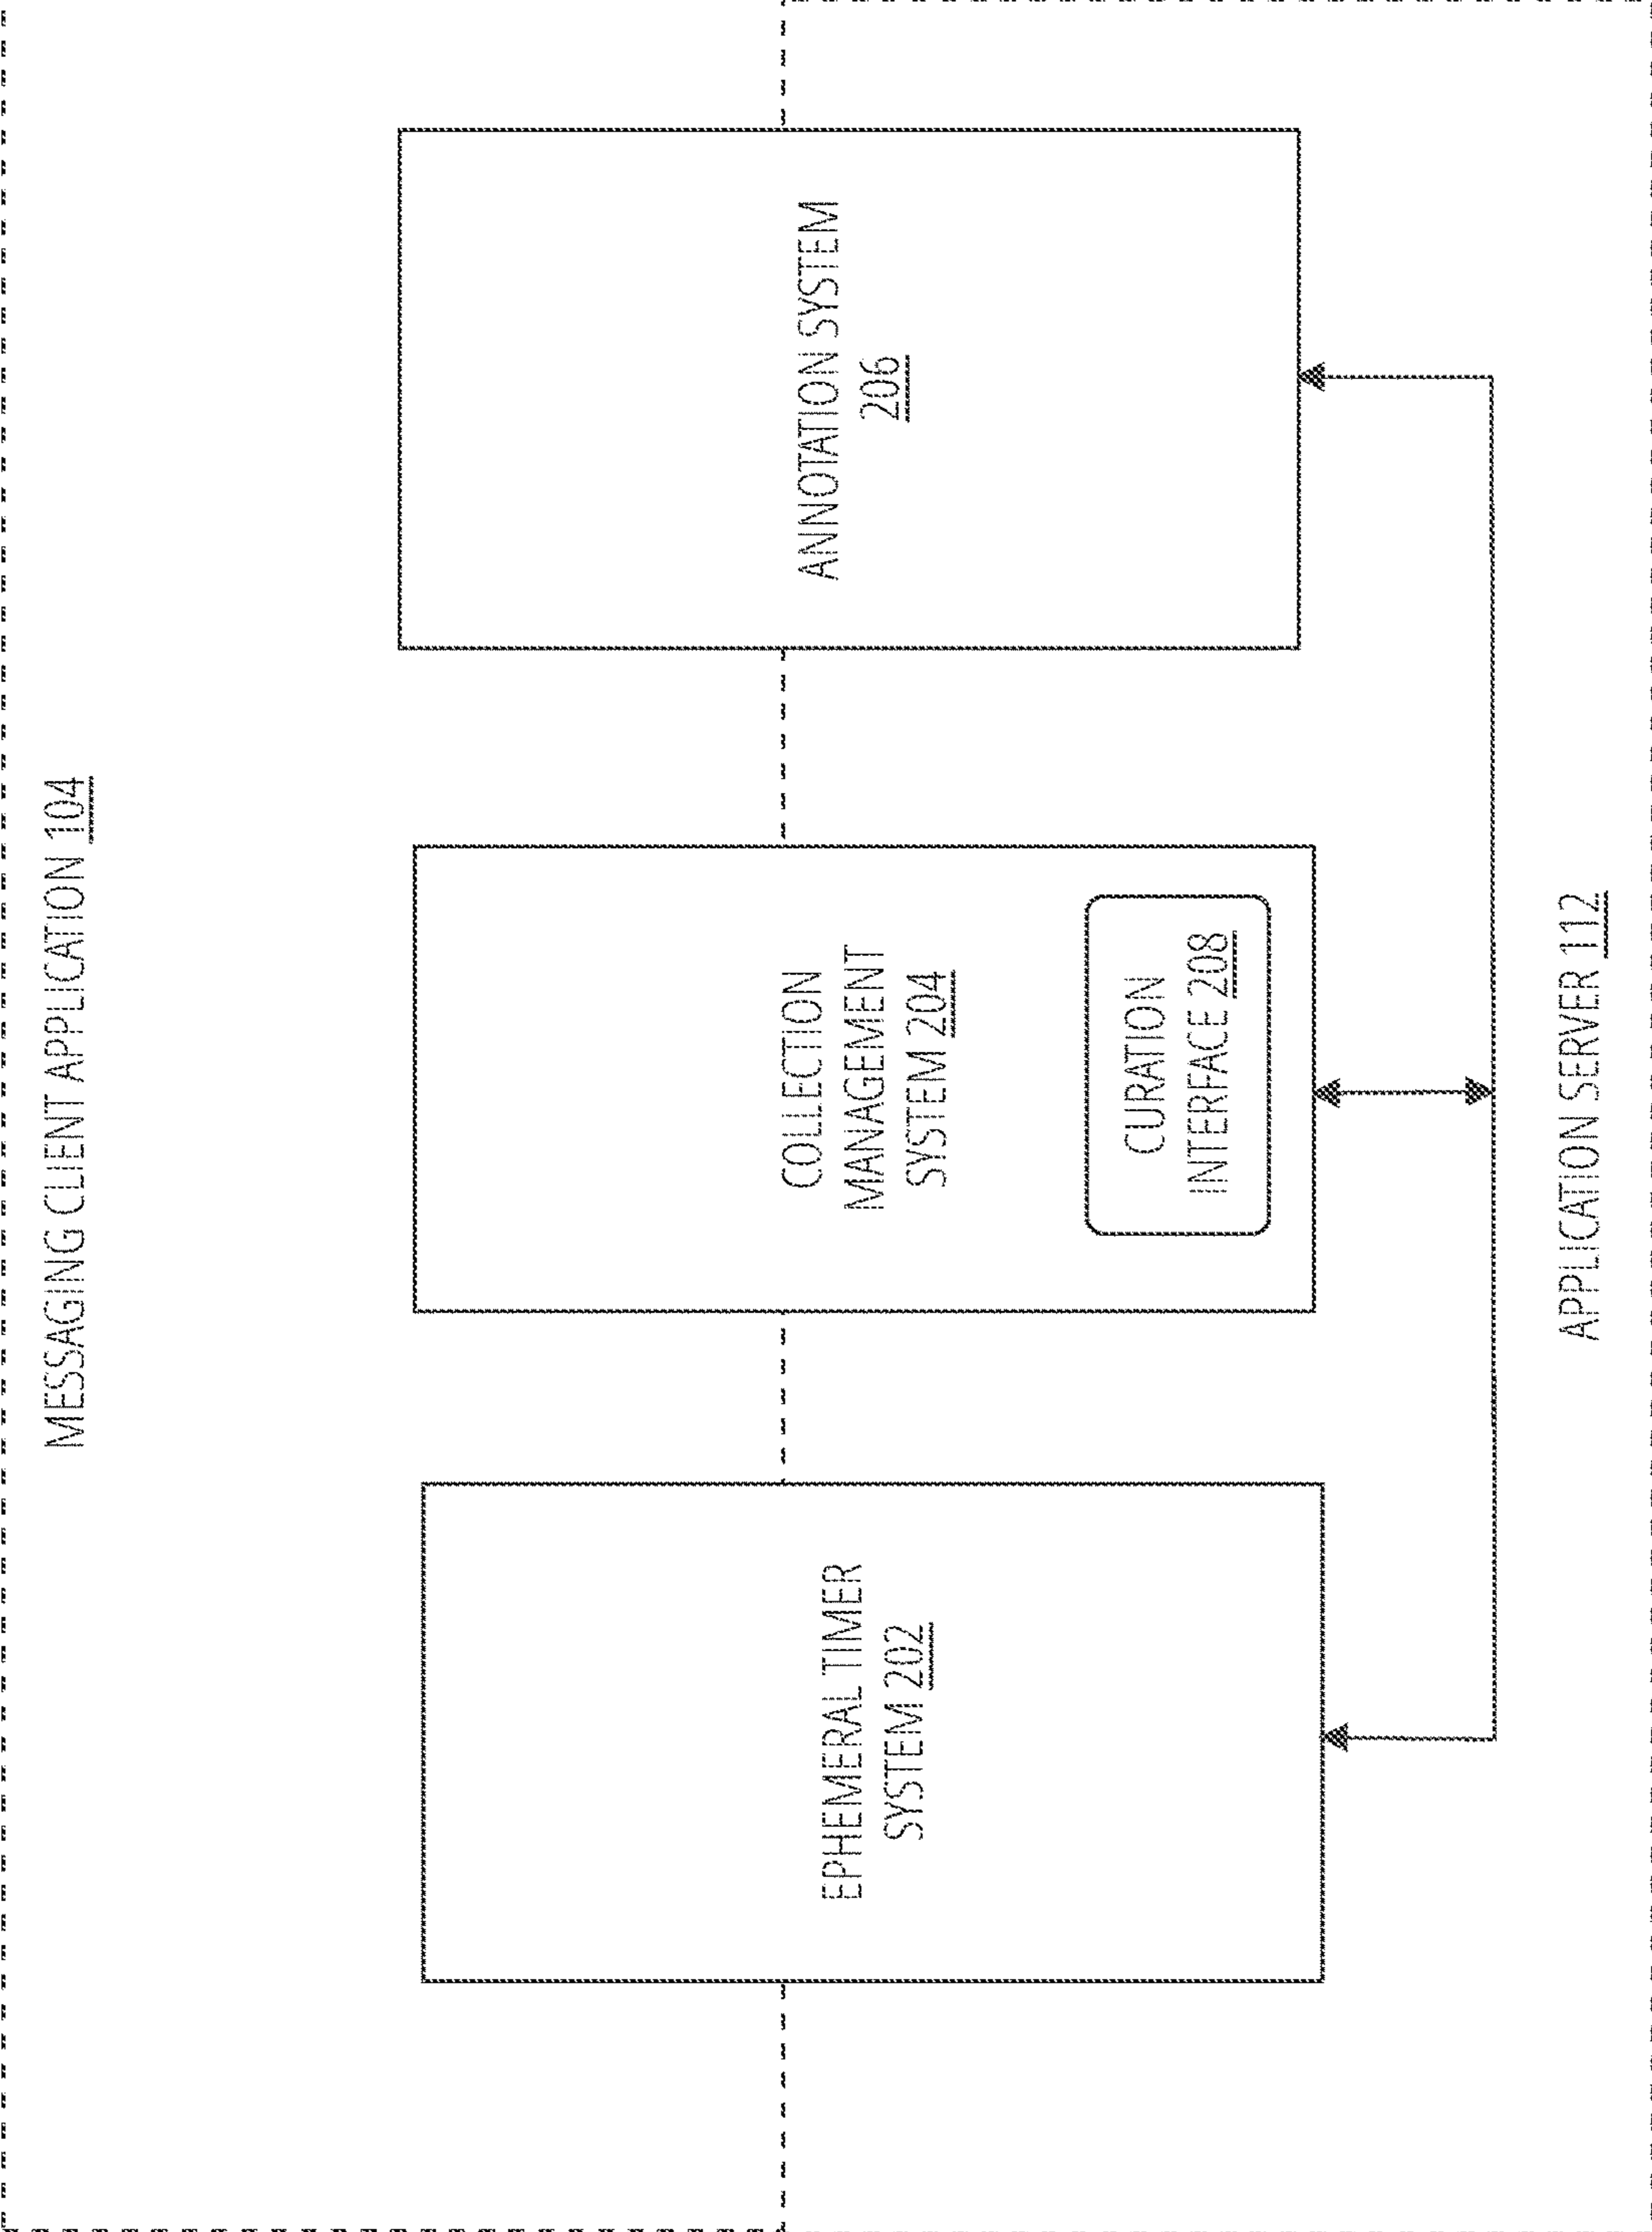 MESSAGING CLIENT APPLICATION 104
EPHEMERAL TIMER
SYSTEM 202
COLLECTION
MANAGEMENT
SYSTEM 204
CURATION
INTERFACE 208
ANNOTATION SYSTEM
206
APPLICATION SERVER 112